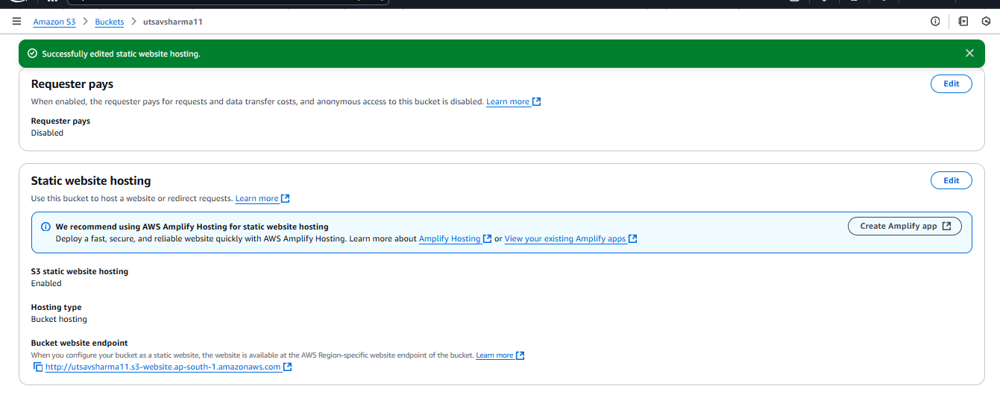 Amazon S3 > Buckets > utsavsharma11
Successfully edited static website hosting.
Requester pays
Edit
When enabled, the requester pays for requests and data transfer costs, and anonymous access to this bucket is disabled. Learn more
Requester pays
Disabled
Static website hosting
Edit
Use this bucket to host a website or redirect requests. Learn more
We recommend using AWS Amplify Hosting for static website hosting
Create Amplify app
Deploy a fast, secure, and reliable website quickly with AWS Amplify Hosting. Learn more about Amplify Hosting or View your existing Amplify apps
S3 static website hosting
Enabled
Hosting type
Bucket hosting
Bucket website endpoint
When you configure your bucket as a static website, the website is available at the AWS Region-specific website endpoint of the bucket. Learn more
http://utsavsharma11.s3-website.ap-south-1.amazonaws.com